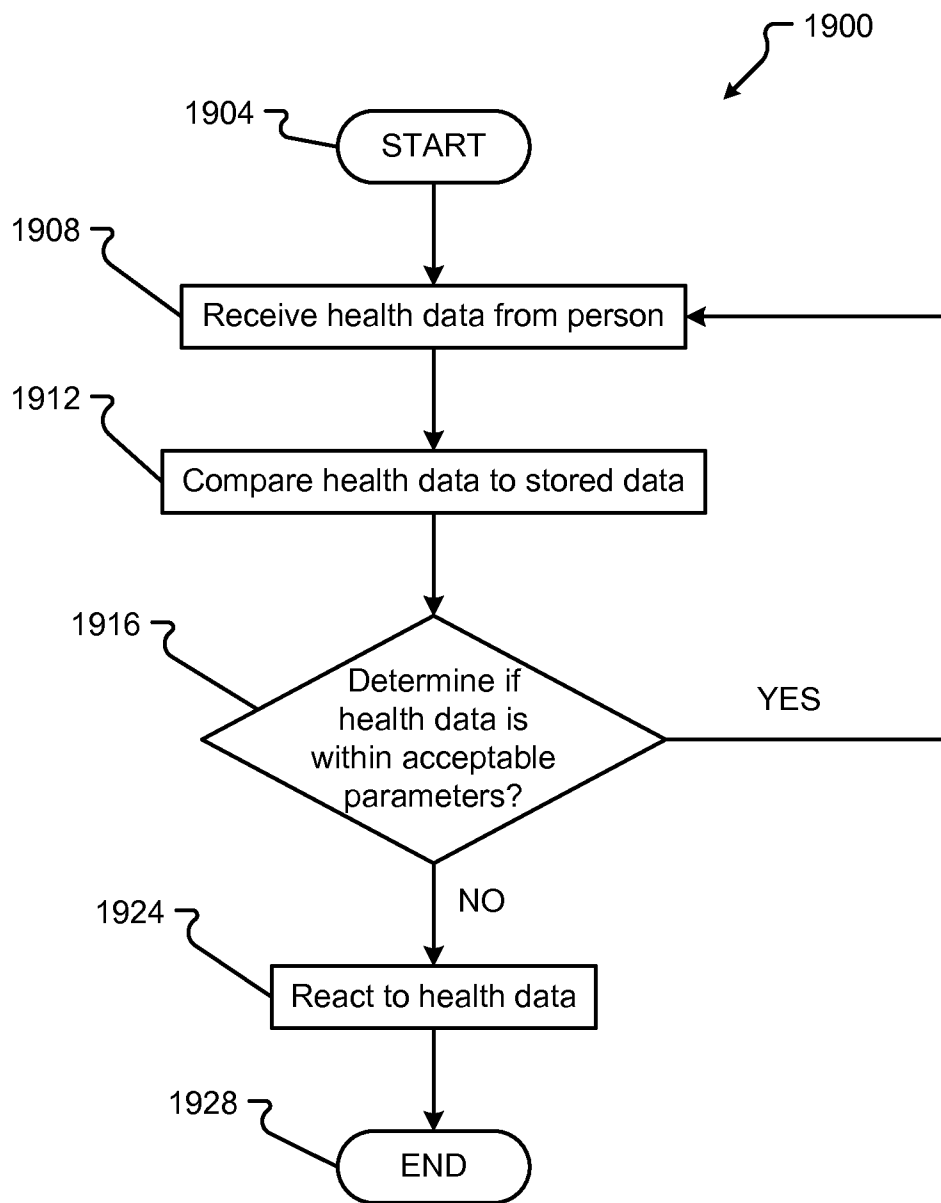 1900
1904
START
1908
Receive health data from person
1912
Compare health data to stored data
1916
Determine if
health data is
within acceptable
parameters?
YES
NO
1924
React to health data
1928
END